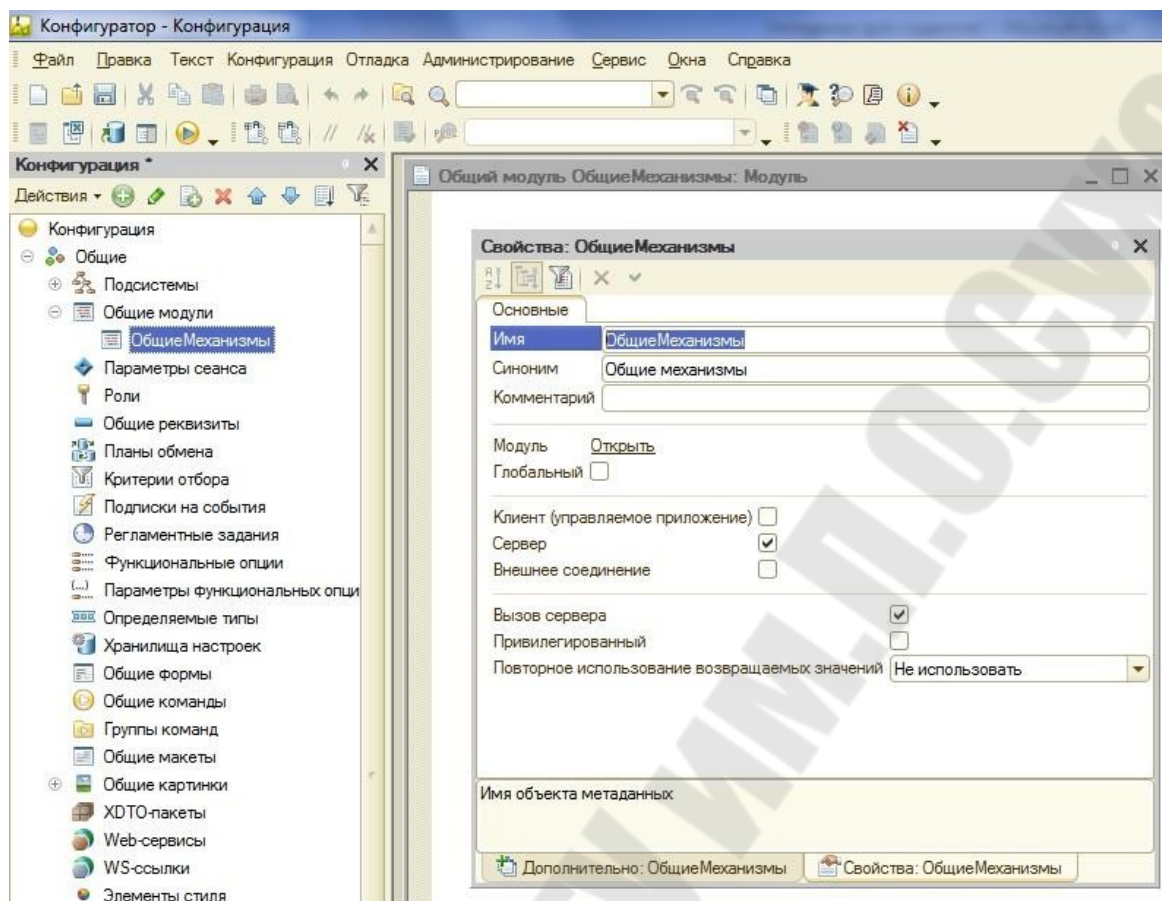 Конфигуратор - Конфигурация
Файл Правка Текст Конфигурация Отладка Администрирование Сервис Окна Справка
Конфигурация *
Действия
Конфигурация
Общие
Подсистемы
Общие модули
ОбщиеМеханизмы
Параметры сеанса
Роли
Общие реквизиты
Планы обмена
Критерии отбора
Подписки на события
Регламентные задания
Функциональные опции
Параметры функциональных опци
Определяемые типы
Хранилища настроек
Общие формы
Общие команды
Группы команд
Общие макеты
Общие картинки
XDTO-пакеты
Web-сервисы
WS-ссылки
Элементы стиля
Общий модуль ОбщиеМеханизмы: Модуль
Свойства: ОбщиеМеханизмы
Основные
Имя ОбщиеМеханизмы
Синоним Общие механизмы
Комментарий
Модуль Открыть
Глобальный
Клиент (управляемое приложение)
Сервер
Внешнее соединение
Вызов сервера
Привилегированный
Повторное использование возвращаемых значений Не использовать
Имя объекта метаданных
Дополнительно: ОбщиеМеханизмы Свойства: ОбщиеМеханизмы